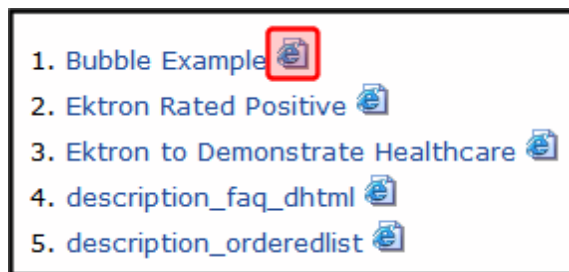 1. Bubble Example
2. Ektron Rated Positive
3. Ektron to Demonstrate Healthcare
4. description_faq_dhtml
5. description_orderedlist